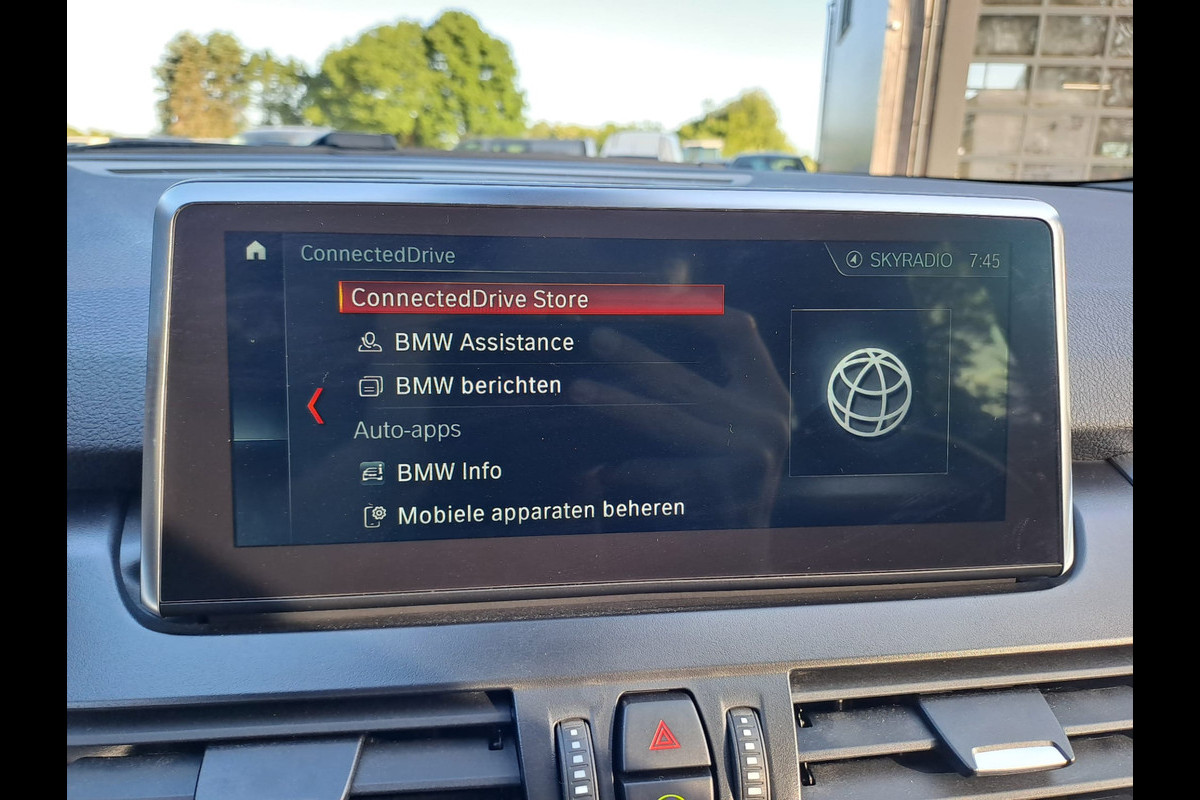 ConnectedDrive
SKYRADIO 7:45
ConnectedDrive Store
BMW Assistance
BMW berichten
Auto-apps
BMW Info
Mobiele apparaten beheren